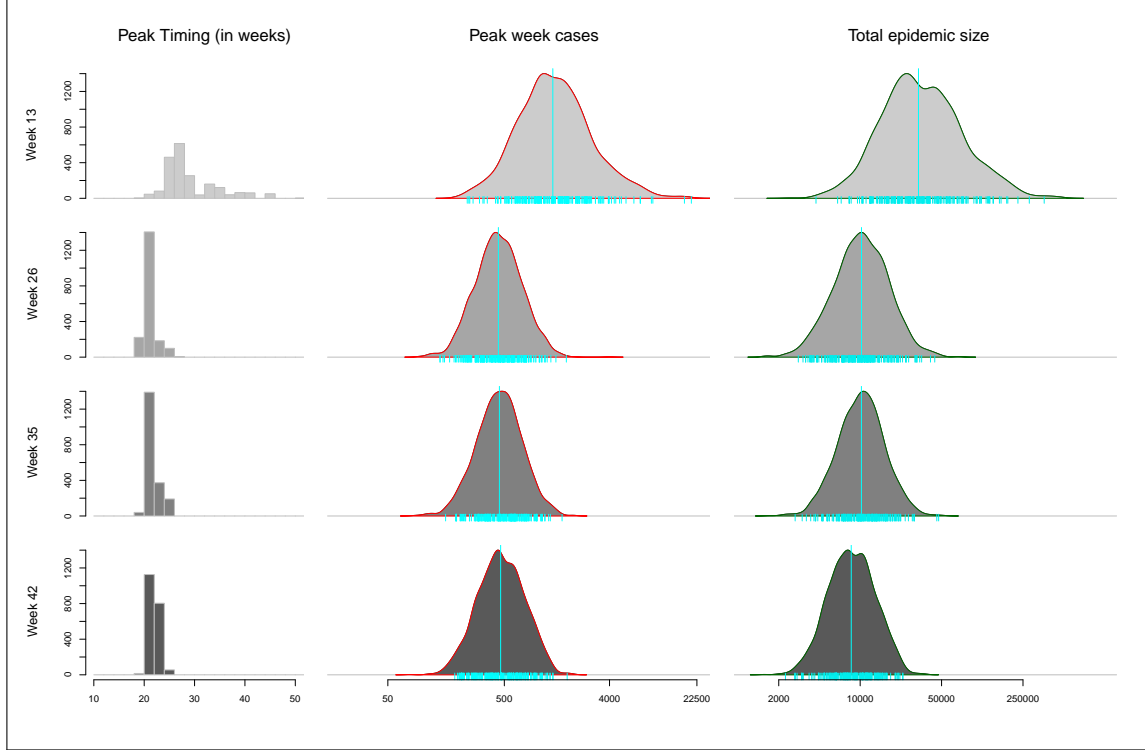 Peak Timing (in weeks) Peak week cases Total epidemic size
Week 13
0 400 800 1200
Week 26
0 400 800 1200
Week 35
0 400 800 1200
Week 42
0 400 800 1200
10 20 30 40 50 50 500 4000 22500 2000 10000 50000 250000